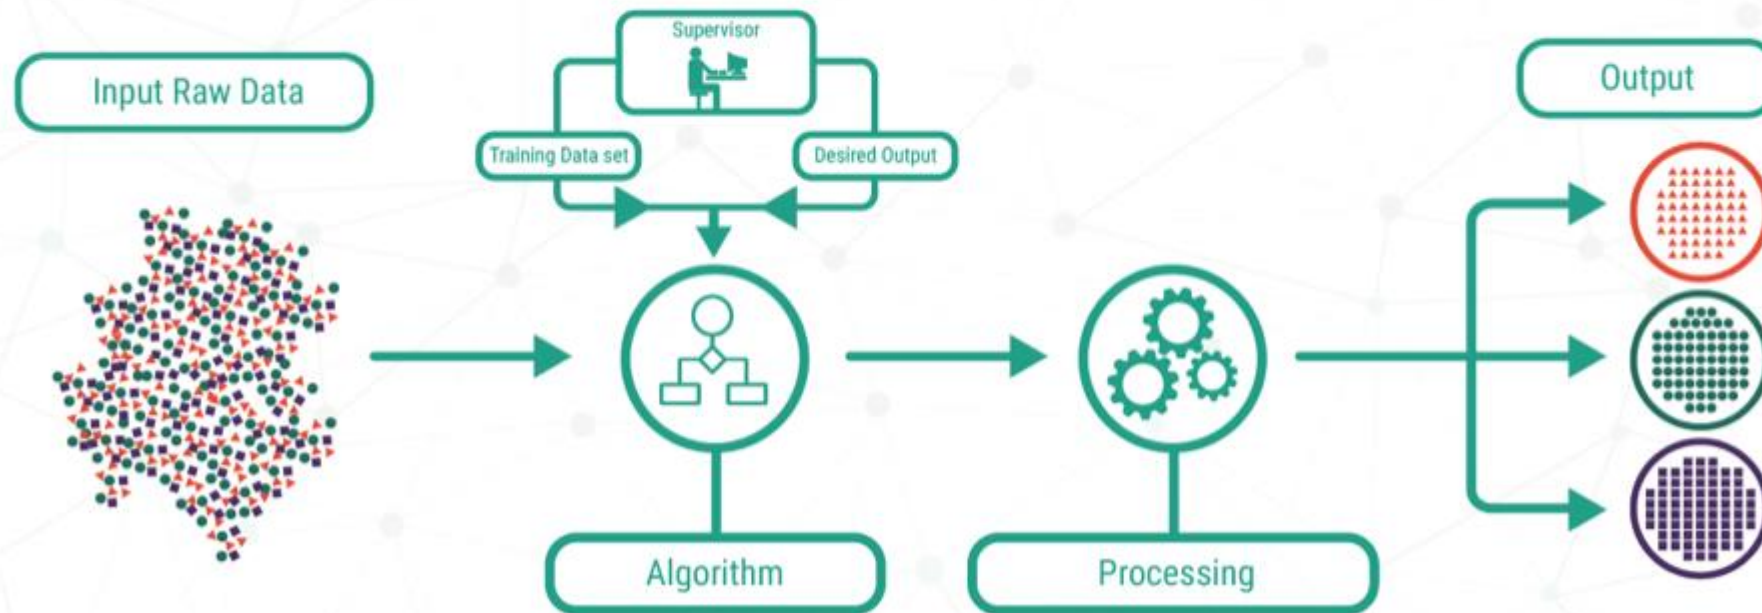 Supervisor
Input Raw Data
Output
Training Data set
Desired Output
Algorithm
Processing